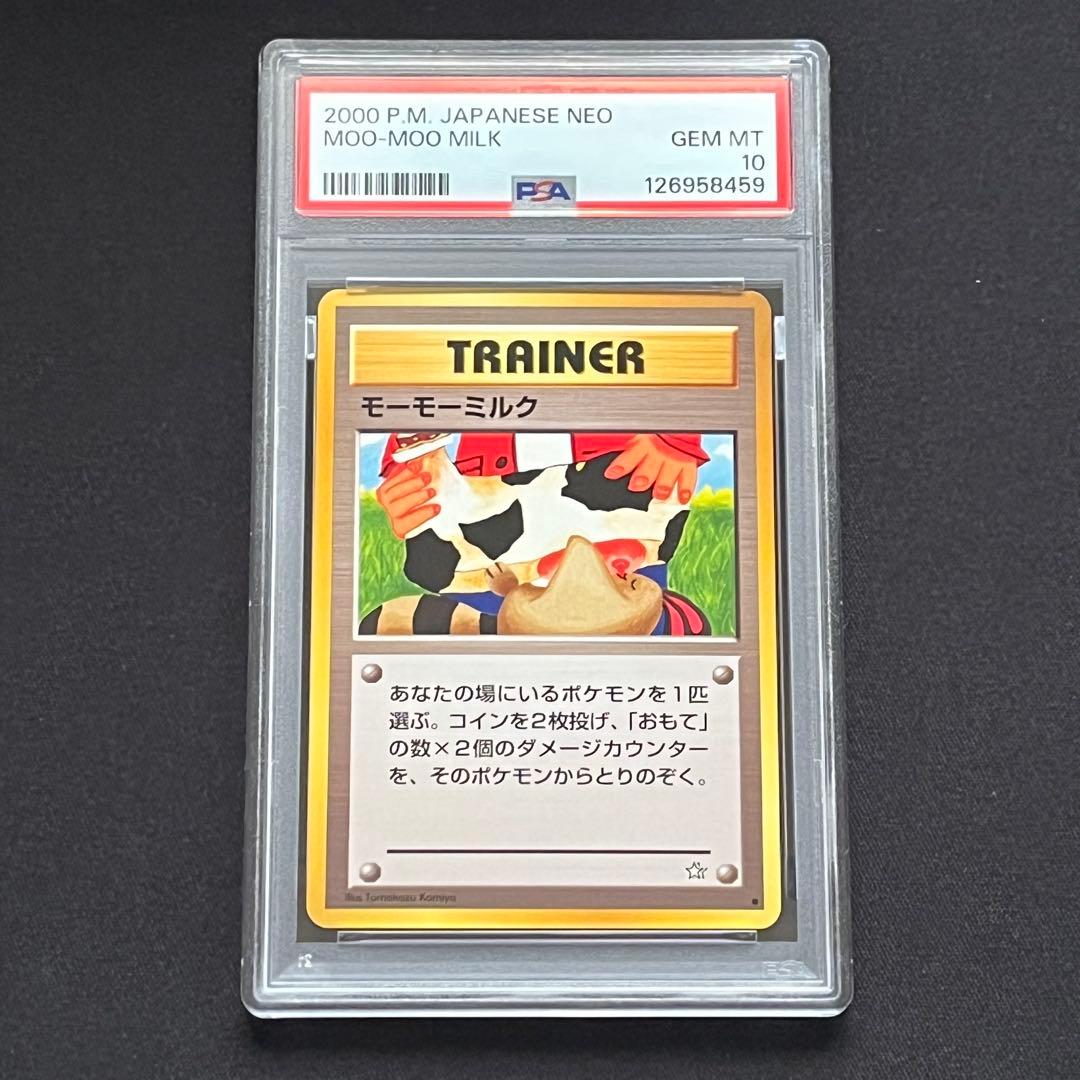 2000 P.M. JAPANESE NEO
MOO-MOO MILK GEM MT
10
PSA 126958459
TRAINER
モーモーミルク
あなたの場にいるポケモンを1匹
選ぶ。コインを2枚投げ、「おもて」
の数×2個のダメージカウンター
を、そのポケモンからとりのぞく。
Illus Tomokazu Komiya